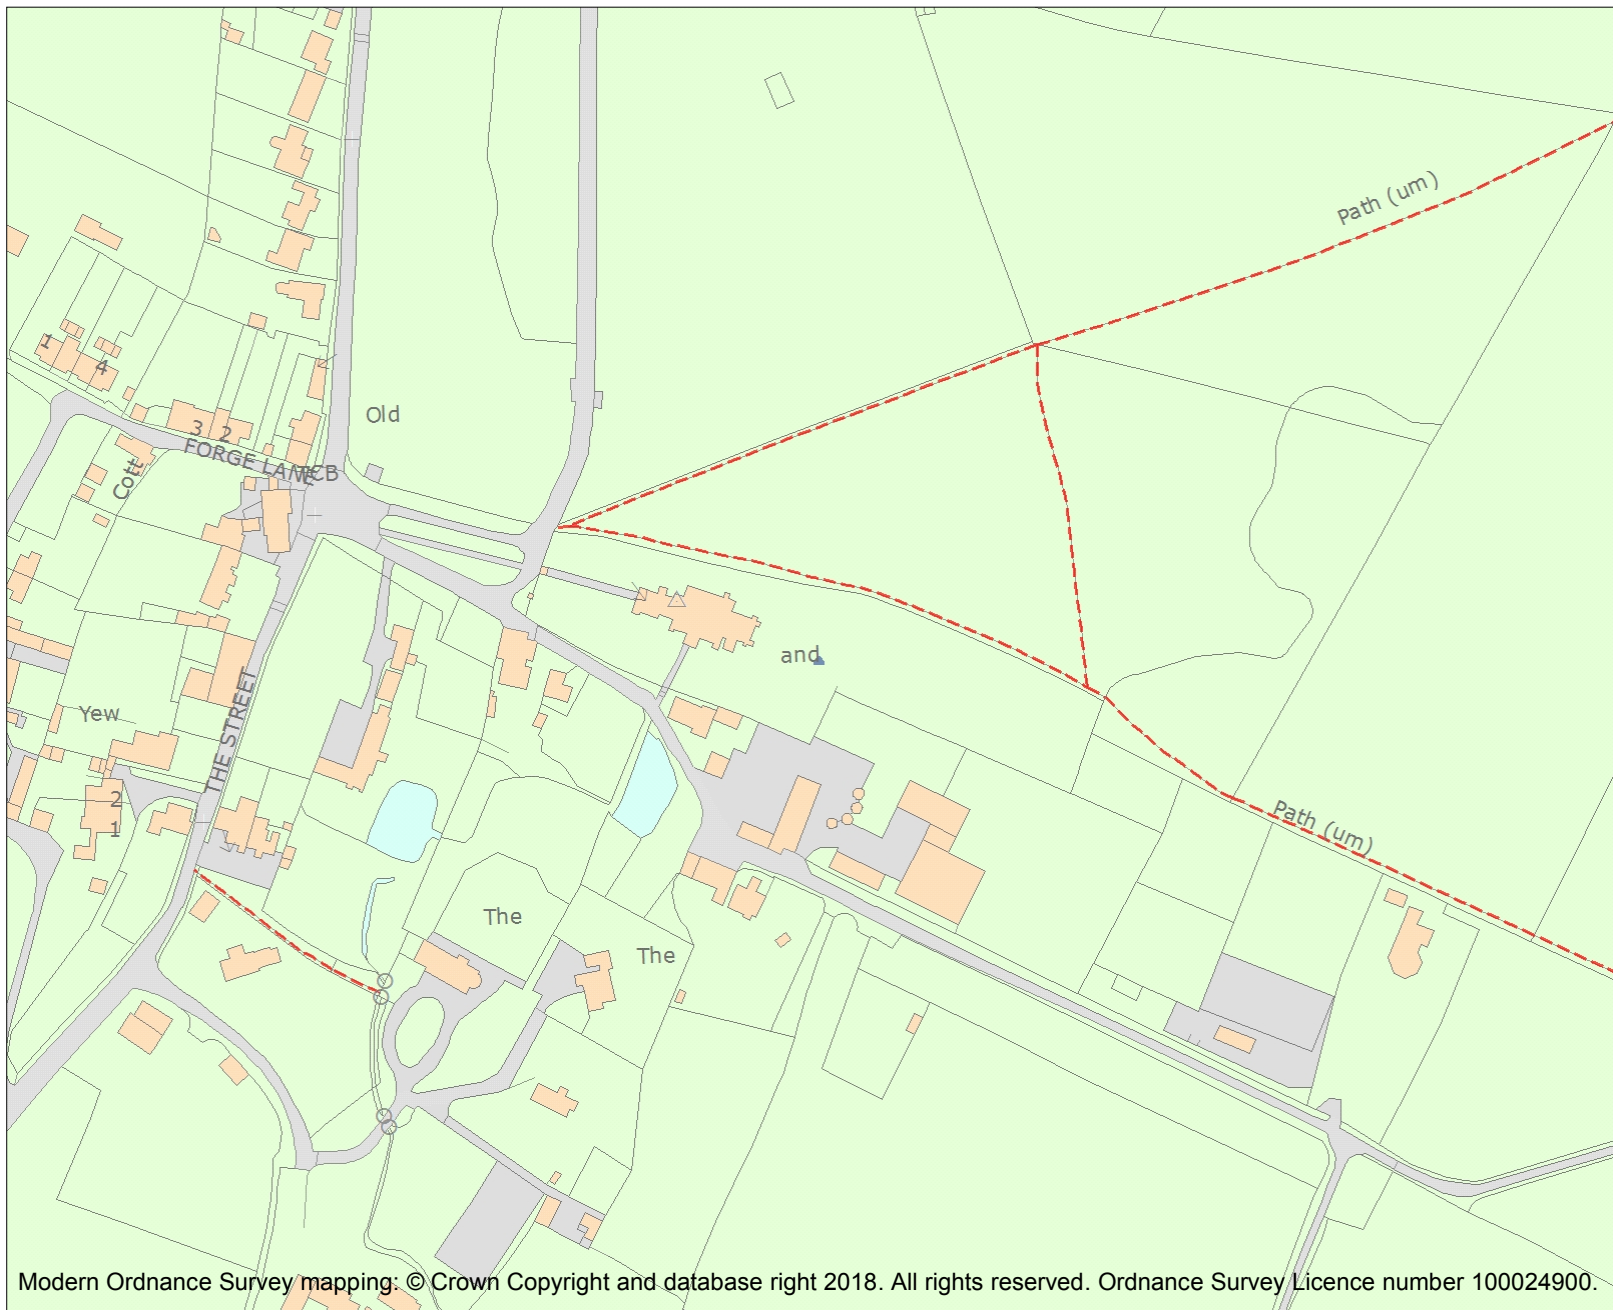 Path (um)
1
4
Old
3 2
FORGE LANE
TCB
Cott
and
Yew
THE STREET
2
1
Path (um)
The
The
Modern Ordnance Survey mapping: © Crown Copyright and database right 2018. All rights reserved. Ordnance Survey Licence number 100024900.